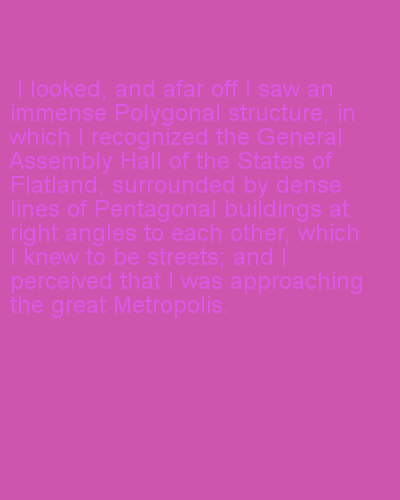 I looked, and afar off I saw an
immense Polygonal structure, in
which I recognized the General
Assembly Hall of the States of
Flatland, surrounded by dense
lines of Pentagonal buildings at
right angles to each other, which
I knew to be streets; and I
perceived that I was approaching
the great Metropolis.